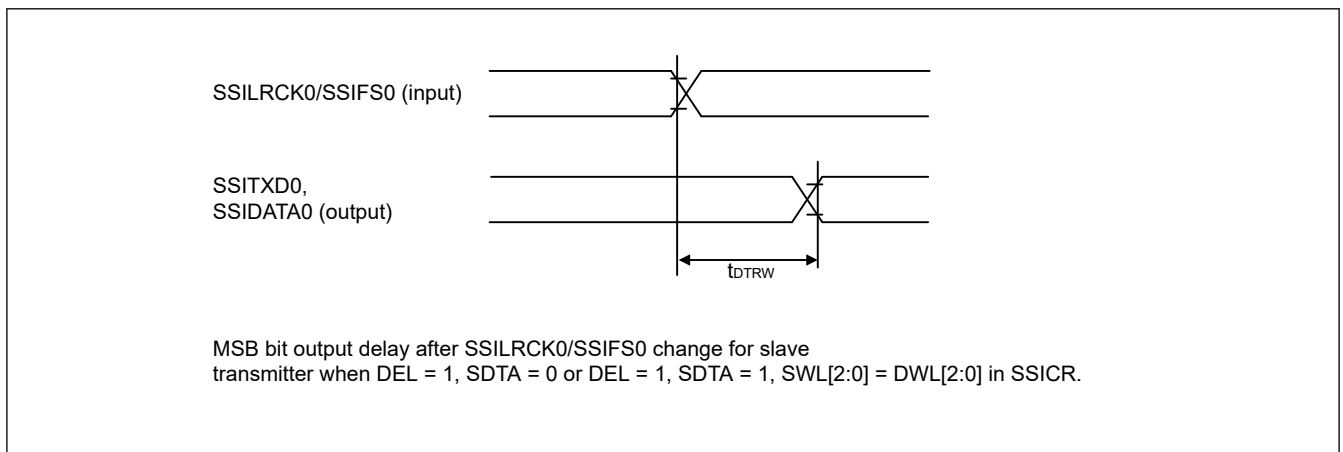 SSILRCK0/SSIFS0 (input)
SSITXD0,
SSIDATA0 (output)
tDTRW
MSB bit output delay after SSILRCK0/SSIFS0 change for slave
transmitter when DEL = 1, SDTA = 0 or DEL = 1, SDTA = 1, SWL[2:0] = DWL[2:0] in SSICR.